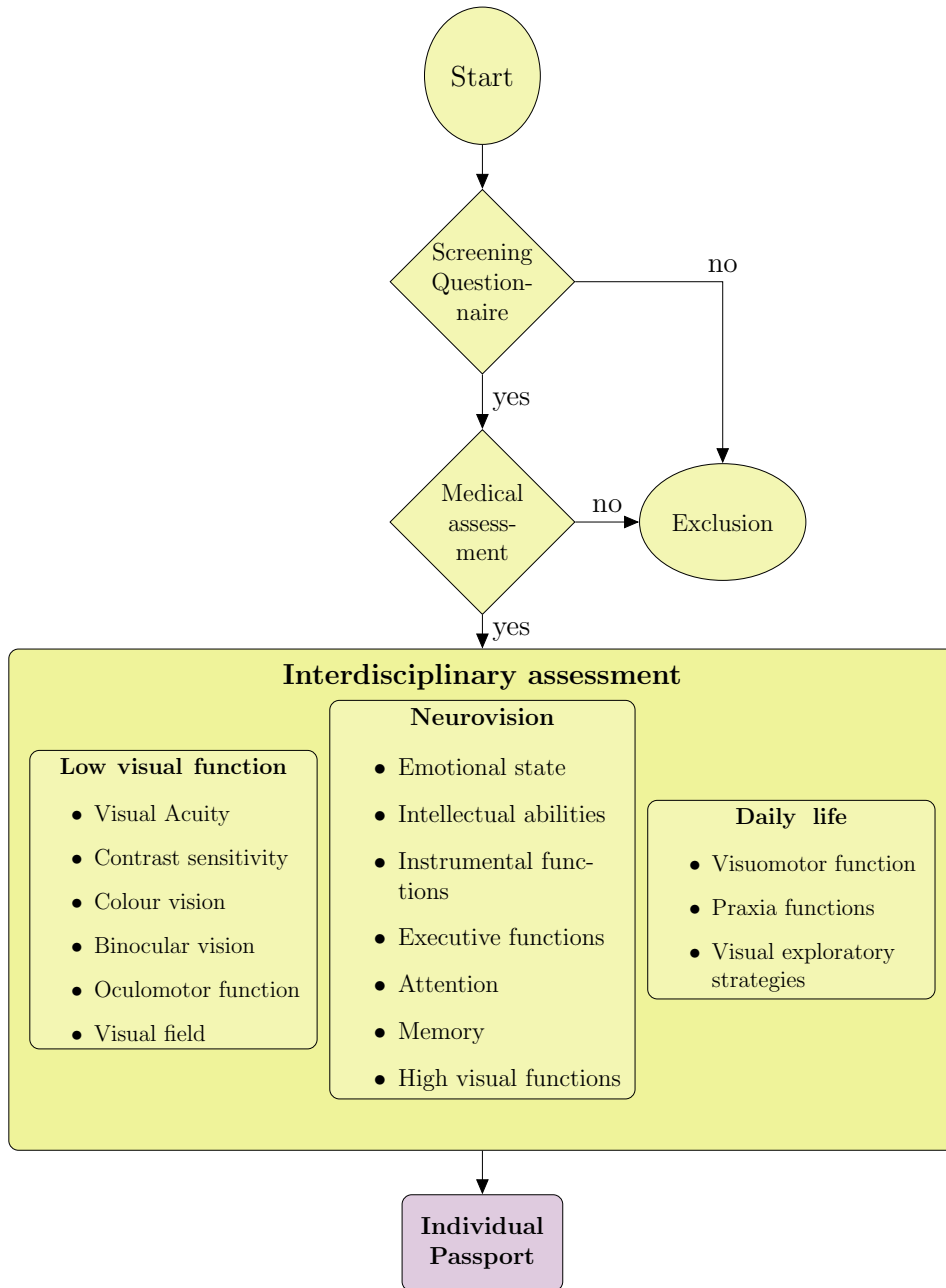 Start
Screening
Question-
naire
no
yes
Medical
assess-
ment
no
Exclusion
yes
Interdisciplinary assessment
Low visual function
• Visual Acuity
• Contrast sensitivity
• Colour vision
• Binocular vision
• Oculomotor function
• Visual field
Neurovision
• Emotional state
• Intellectual abilities
• Instrumental func-
tions
• Executive functions
• Attention
• Memory
• High visual functions
Daily life
• Visuomotor function
• Praxia functions
• Visual exploratory
strategies
Individual
Passport